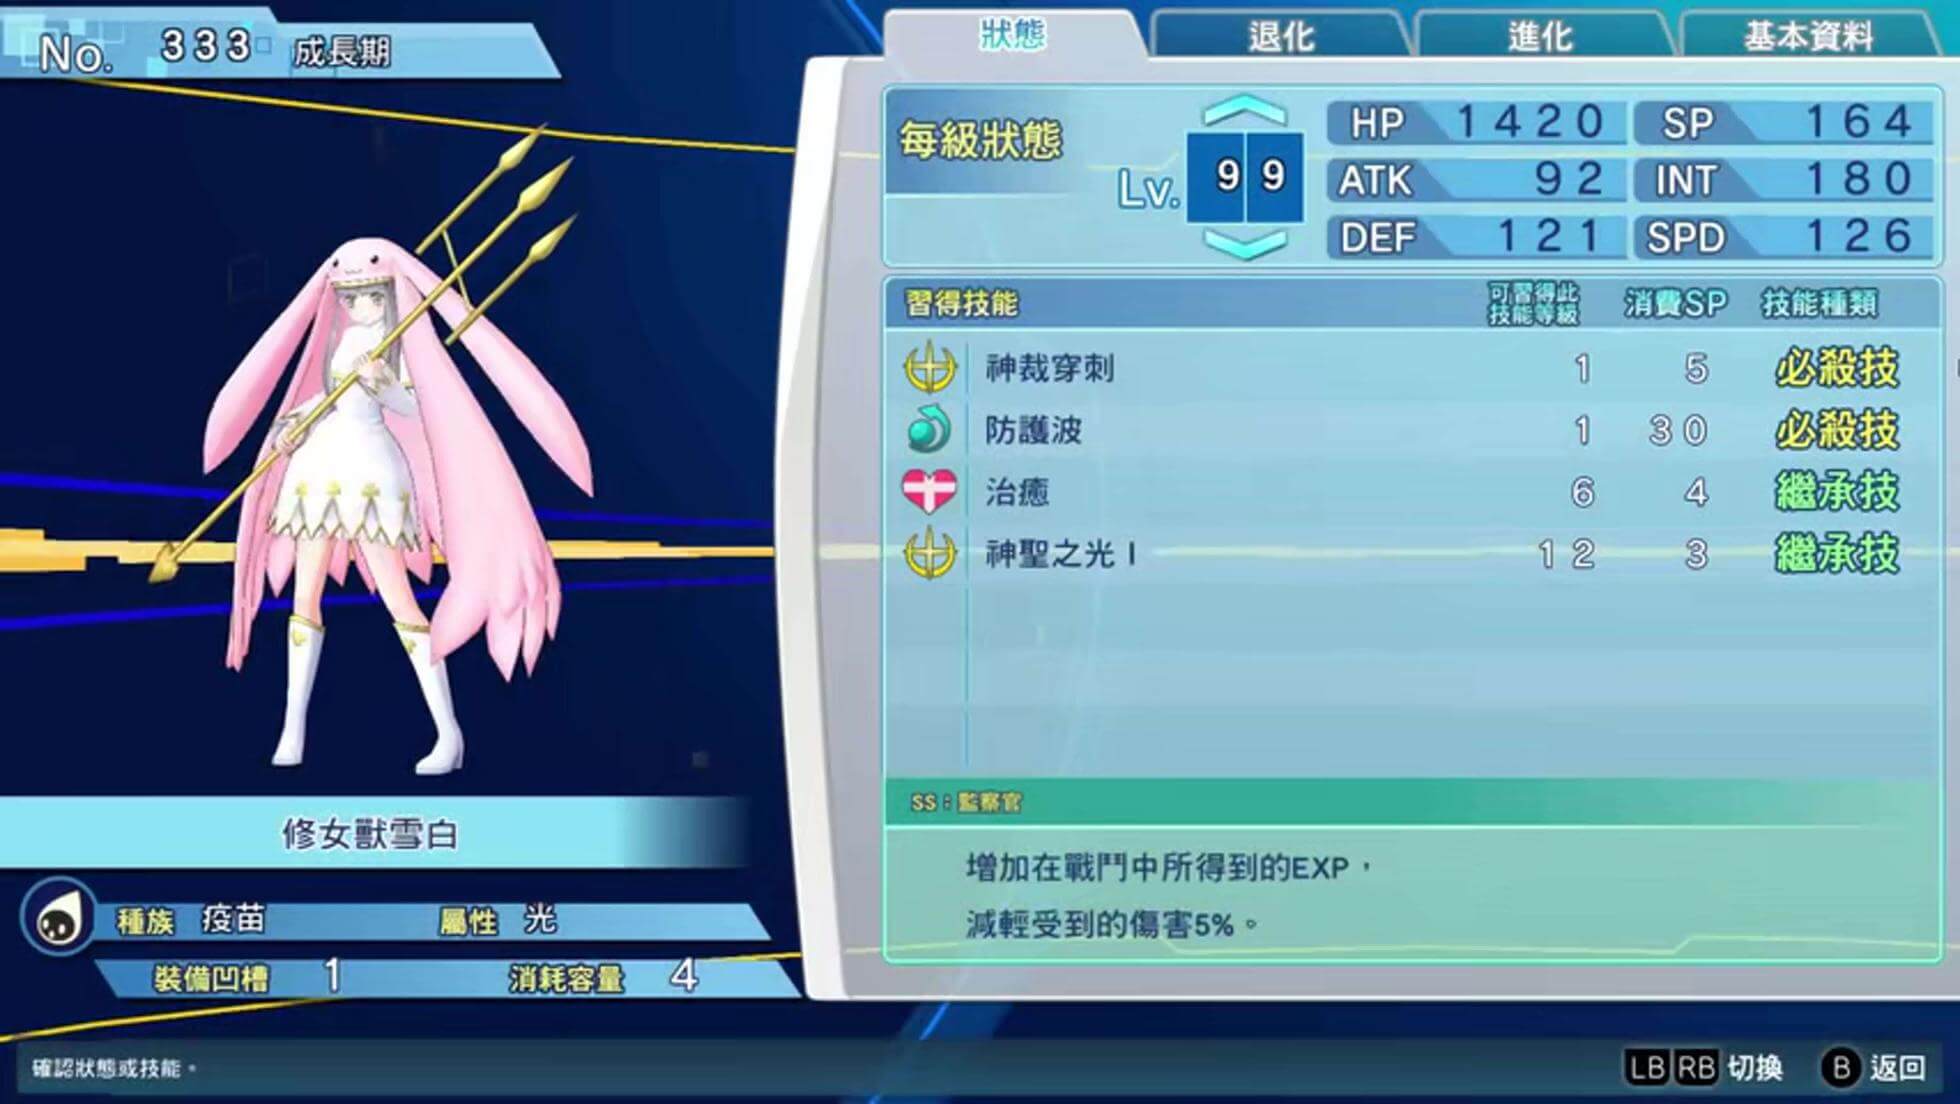 No. 333 成長期
狀態 退化 進化 基本資料
每級狀態
Lv. 99
HP 1420 SP 164
ATK 92 INT 180
DEF 121 SPD 126
習得技能 可習得此技能等級 消費SP 技能種類
神裁穿刺 1 5 必殺技
防護波 1 30 必殺技
治癒 6 4 繼承技
神聖之光 I 12 3 繼承技
SS：監察官
增加在戰鬥中所得到的EXP，
減輕受到的傷害5%。
修女獸雪白
種族 疫苗 屬性 光
裝備凹槽 1 消耗容量 4
確認狀態或技能。
LB RB 切換 B 返回